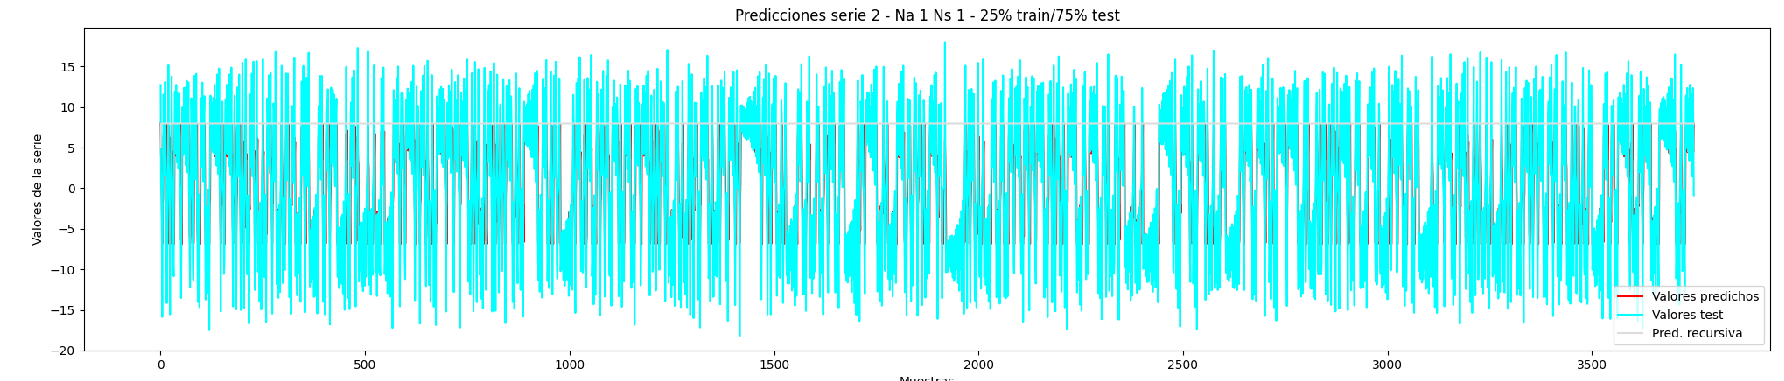 Predicciones serie 2 - Na 1 Ns 1 - 25% train/75% test
Valores de la serie
15
10
5
0
−5
−10
−15
−20
0
500
1000
1500
2000
2500
3000
3500
Muestras
Valores predichos
Valores test
Pred. recursiva